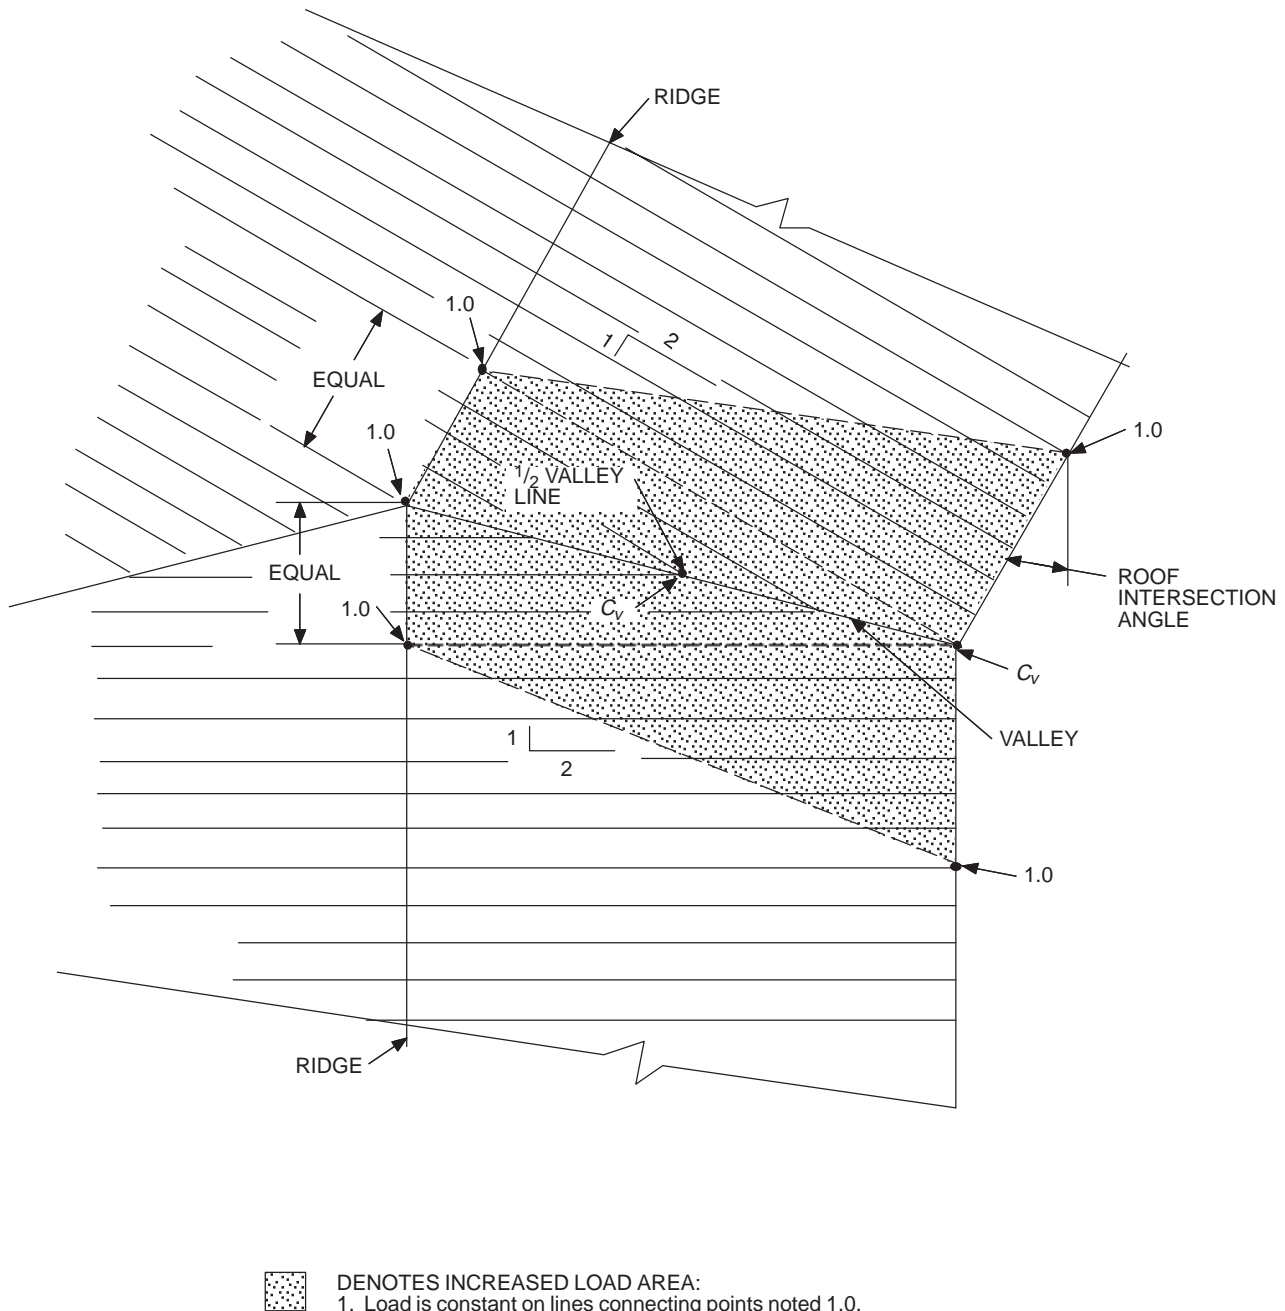 RIDGE
1.0
1
2
EQUAL
1.0
1.0
1/2 VALLEY
LINE
EQUAL
ROOF
INTERSECTION
ANGLE
1.0
CV
CV
VALLEY
1
2
1.0
RIDGE
DENOTES INCREASED LOAD AREA:
1. Load is constant on lines connecting points noted 1.0.